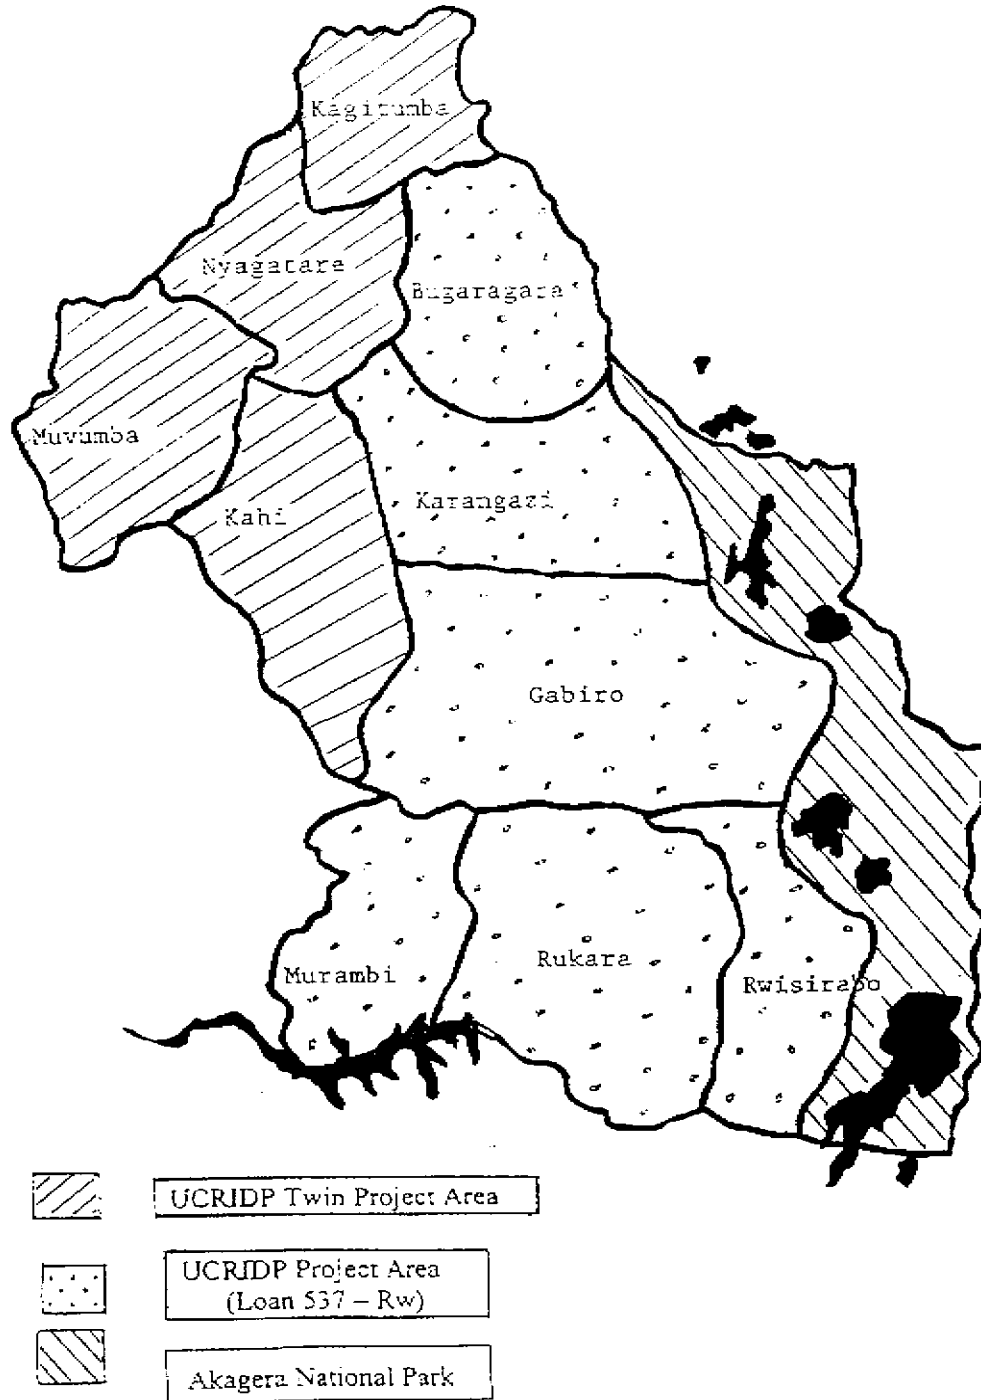 Kagitumba
Nyagatare
Bugaragara
Muvumba
Karangazi
Kahi
Gabiro
Rukara
Murambi
Rwisirabo
UCRIDP Twin Project Area
UCRIDP Project Area
(Loan 537 – Rw)
Akagera National Park